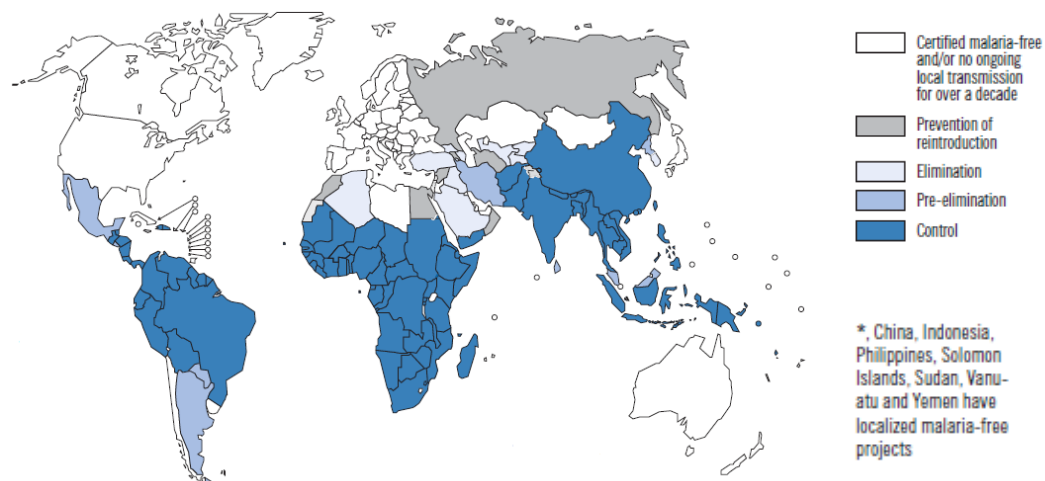 Certified malaria-free
and/or no ongoing
local transmission
for over a decade
Prevention of
reintroduction
Elimination
Pre-elimination
Control
*, China, Indonesia,
Philippines, Solomon
Islands, Sudan, Vanu-
atu and Yemen have
localized malaria-free
projects